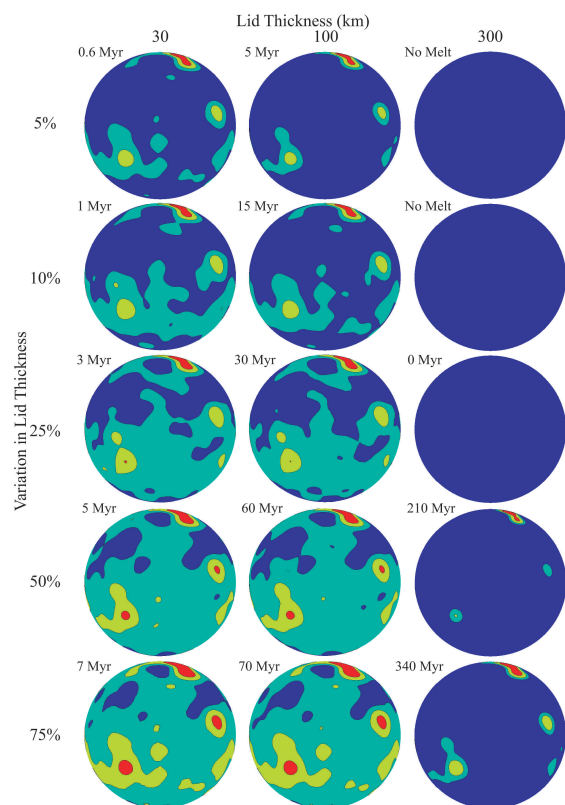 Lid Thickness (km)
30 100 300
0.6 Myr 5 Myr No Melt
5%
1 Myr 15 Myr No Melt
10%
3 Myr 30 Myr 0 Myr
25%
5 Myr 60 Myr 210 Myr
50%
7 Myr 70 Myr 340 Myr
75%
Variation in Lid Thickness